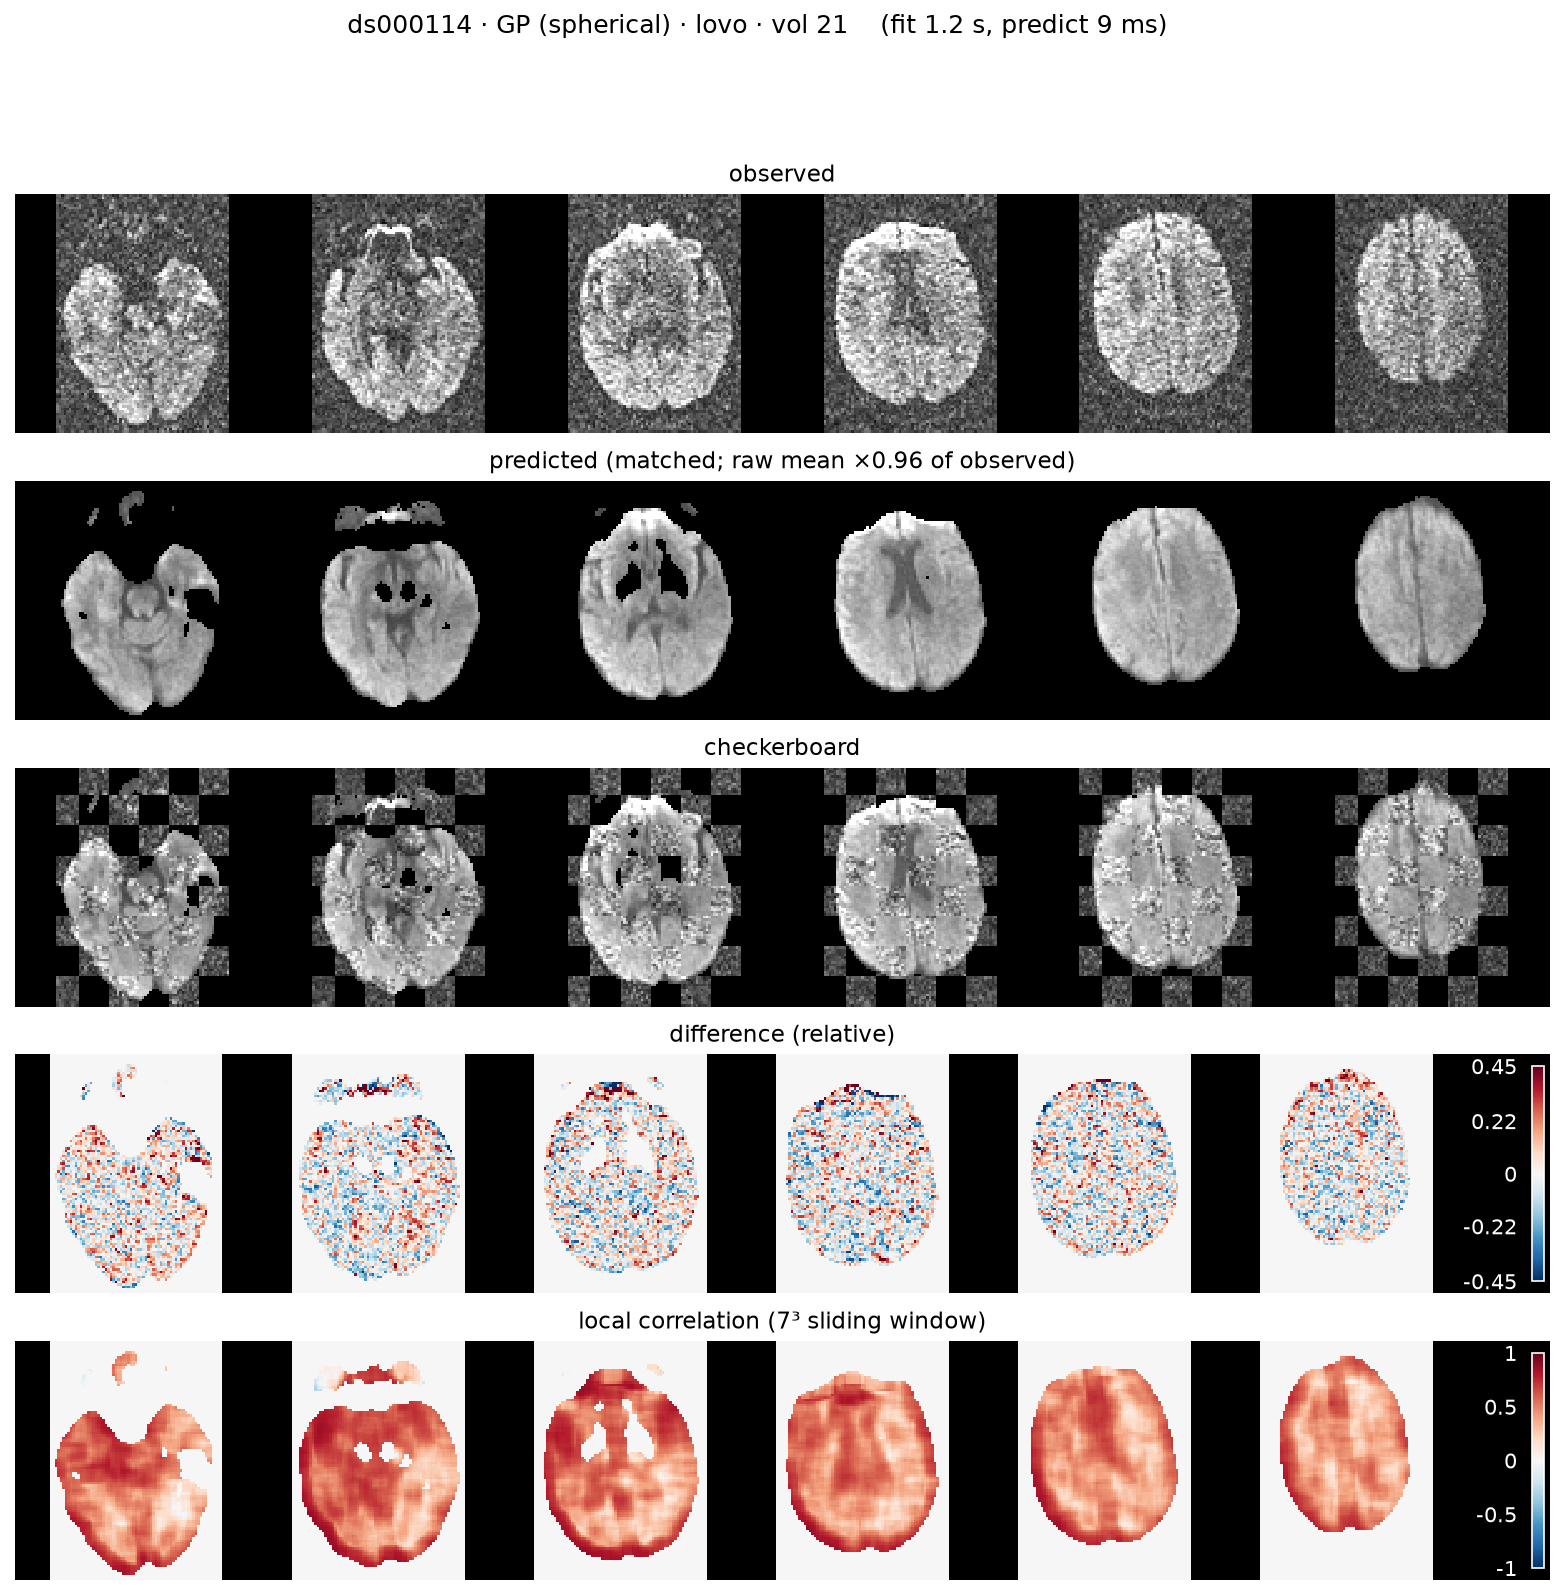 ds000114 · GP (spherical) · lovo · vol 21    (fit 1.2 s, predict 9 ms)
observed
predicted (matched; raw mean ×0.96 of observed)
checkerboard
difference (relative)
0.45
0.22
0
-0.22
-0.45
local correlation (7³ sliding window)
1
0.5
0
-0.5
-1